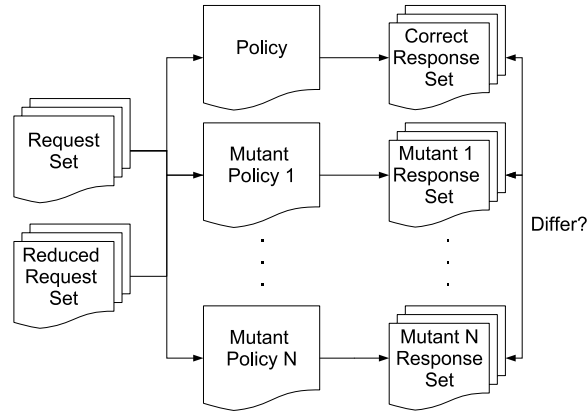 Policy
Correct
Response
Set
Request
Set
Mutant
Policy 1
Mutant 1
Response
Set
Differ?
Reduced
Request
Set
Mutant
Policy N
Mutant N
Response
Set